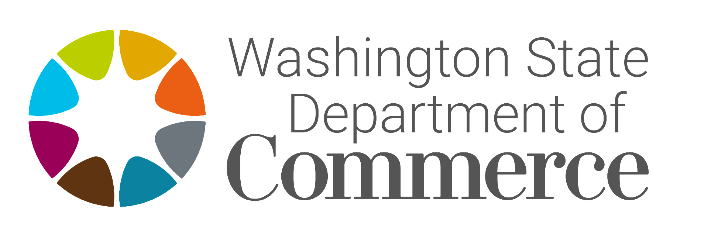 Washington State
Department of
Commerce